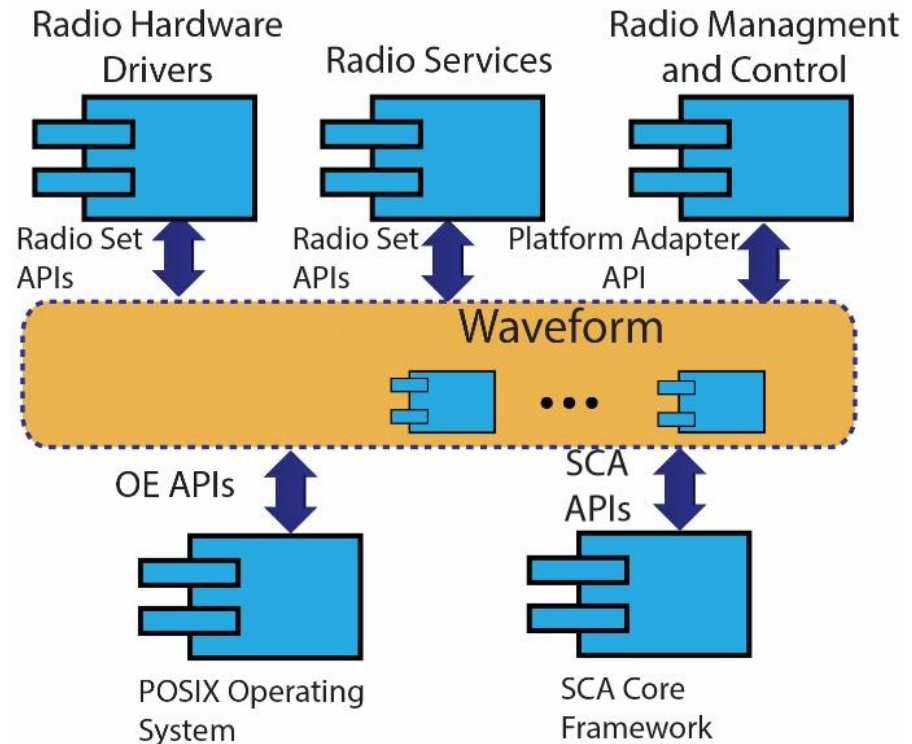 Radio Hardware
Drivers
Radio Services
Radio Managment
and Control
Radio Set
APIs
Radio Set
APIs
Platform Adapter
API
Waveform
OE APIs
SCA
APIs
POSIX Operating
System
SCA Core
Framework